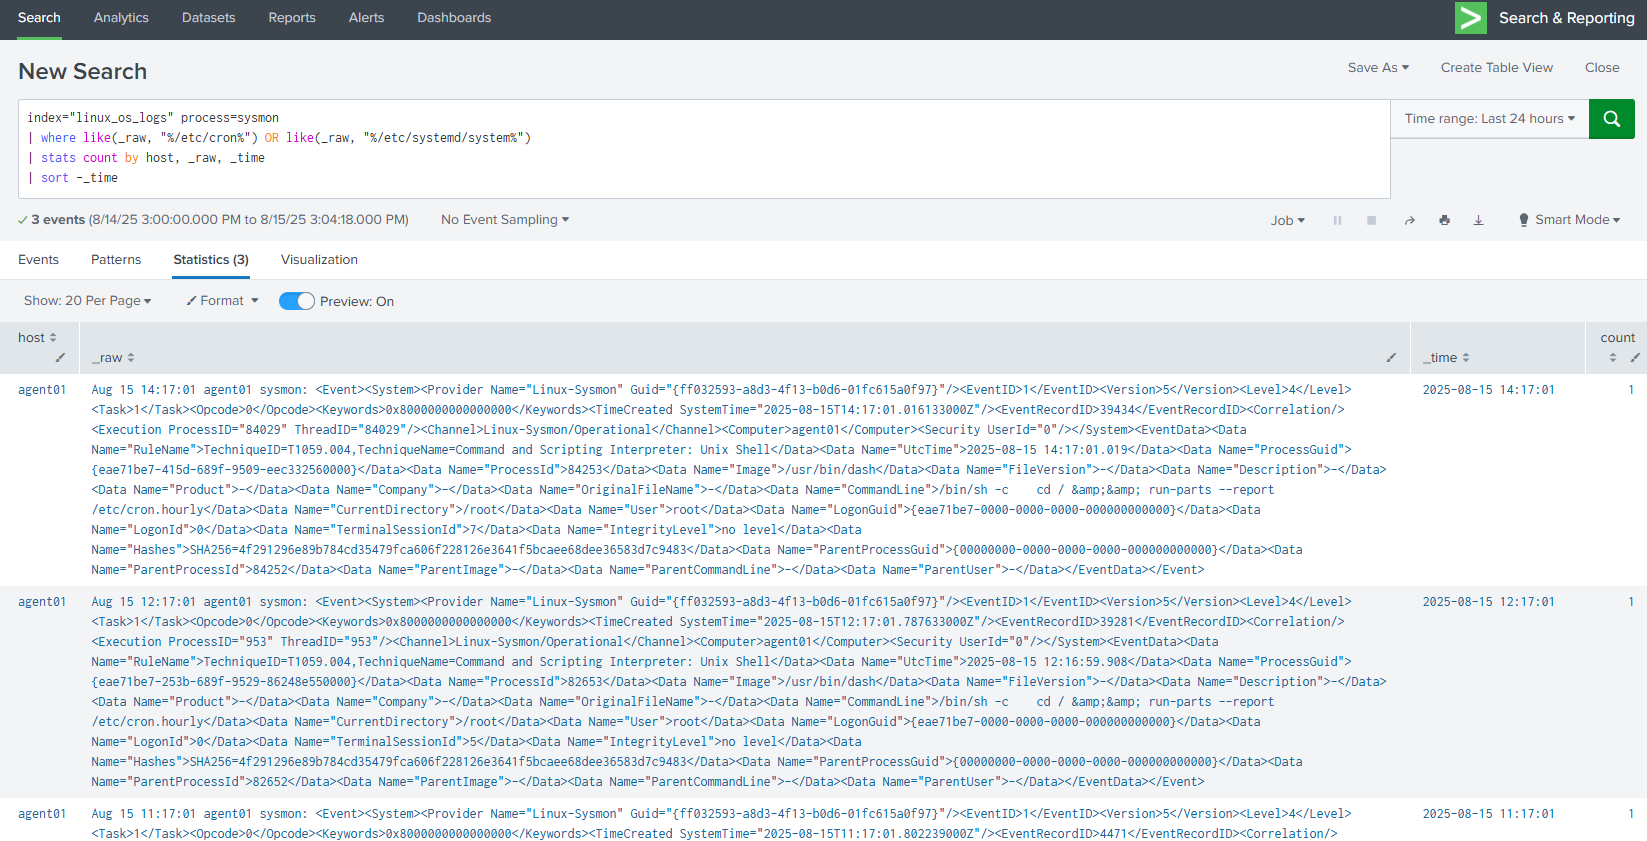 Search Analytics Datasets Reports Alerts Dashboards Search & Reporting
New Search Save As Create Table View Close
index="linux_os_logs" process=sysmon
| where like(_raw, "%/etc/cron%") OR like(_raw, "%/etc/systemd/system%")
| stats count by host, _raw, _time
| sort -_time
Time range: Last 24 hours
3 events (8/14/25 3:00:00.000 PM to 8/15/25 3:04:18.000 PM) No Event Sampling Job Smart Mode
Events Patterns Statistics (3) Visualization
Show: 20 Per Page Format Preview: On
host _raw _time count
agent01 Aug 15 14:17:01 agent01 sysmon: <Event><System><Provider Name="Linux-Sysmon" Guid="{ff032593-a8d3-4f13-b0d6-01fc615a0f97}"/><EventID>1</EventID><Version>5</Version><Level>4</Level> 2025-08-15 14:17:01 1
<Task>1</Task><Opcode>0</Opcode><Keywords>0x8000000000000000</Keywords><TimeCreated SystemTime="2025-08-15T14:17:01.016133000Z"/><EventRecordID>39434</EventRecordID><Correlation/>
<Execution ProcessID="84029" ThreadID="84029"/><Channel>Linux-Sysmon/Operational</Channel><Computer>agent01</Computer><Security UserId="0"/></System><EventData><Data
Name="RuleName">TechniqueID=T1059.004,TechniqueName=Command and Scripting Interpreter: Unix Shell</Data><Data Name="UtcTime">2025-08-15 14:17:01.019</Data><Data Name="ProcessGuid">
{eae71be7-415d-689f-9509-eec332560000}</Data><Data Name="ProcessId">84253</Data><Data Name="Image">/usr/bin/dash</Data><Data Name="FileVersion">-</Data><Data Name="Description">-</Data>
<Data Name="Product">-</Data><Data Name="Company">-</Data><Data Name="OriginalFileName">-</Data><Data Name="CommandLine">/bin/sh -c    cd / &amp;&amp; run-parts --report
/etc/cron.hourly</Data><Data Name="CurrentDirectory">/root</Data><Data Name="User">root</Data><Data Name="LogonGuid">{eae71be7-0000-0000-0000-000000000000}</Data><Data
Name="LogonId">0</Data><Data Name="TerminalSessionId">7</Data><Data Name="IntegrityLevel">no level</Data><Data
Name="Hashes">SHA256=4f291296e89b784cd35479fca606f228126e3641f5bcaee68dee36583d7c9483</Data><Data Name="ParentProcessGuid">{00000000-0000-0000-0000-000000000000}</Data><Data
Name="ParentProcessId">84252</Data><Data Name="ParentImage">-</Data><Data Name="ParentCommandLine">-</Data><Data Name="ParentUser">-</Data></EventData></Event>
agent01 Aug 15 12:17:01 agent01 sysmon: <Event><System><Provider Name="Linux-Sysmon" Guid="{ff032593-a8d3-4f13-b0d6-01fc615a0f97}"/><EventID>1</EventID><Version>5</Version><Level>4</Level> 2025-08-15 12:17:01 1
<Task>1</Task><Opcode>0</Opcode><Keywords>0x8000000000000000</Keywords><TimeCreated SystemTime="2025-08-15T12:17:01.787633000Z"/><EventRecordID>39281</EventRecordID><Correlation/>
<Execution ProcessID="953" ThreadID="953"/><Channel>Linux-Sysmon/Operational</Channel><Computer>agent01</Computer><Security UserId="0"/></System><EventData><Data
Name="RuleName">TechniqueID=T1059.004,TechniqueName=Command and Scripting Interpreter: Unix Shell</Data><Data Name="UtcTime">2025-08-15 12:16:59.908</Data><Data Name="ProcessGuid">
{eae71be7-253b-689f-9529-86248e550000}</Data><Data Name="ProcessId">82653</Data><Data Name="Image">/usr/bin/dash</Data><Data Name="FileVersion">-</Data><Data Name="Description">-</Data>
<Data Name="Product">-</Data><Data Name="Company">-</Data><Data Name="OriginalFileName">-</Data><Data Name="CommandLine">/bin/sh -c    cd / &amp;&amp; run-parts --report
/etc/cron.hourly</Data><Data Name="CurrentDirectory">/root</Data><Data Name="User">root</Data><Data Name="LogonGuid">{eae71be7-0000-0000-0000-000000000000}</Data><Data
Name="LogonId">0</Data><Data Name="TerminalSessionId">5</Data><Data Name="IntegrityLevel">no level</Data><Data
Name="Hashes">SHA256=4f291296e89b784cd35479fca606f228126e3641f5bcaee68dee36583d7c9483</Data><Data Name="ParentProcessGuid">{00000000-0000-0000-0000-000000000000}</Data><Data
Name="ParentProcessId">82652</Data><Data Name="ParentImage">-</Data><Data Name="ParentCommandLine">-</Data><Data Name="ParentUser">-</Data></EventData></Event>
agent01 Aug 15 11:17:01 agent01 sysmon: <Event><System><Provider Name="Linux-Sysmon" Guid="{ff032593-a8d3-4f13-b0d6-01fc615a0f97}"/><EventID>1</EventID><Version>5</Version><Level>4</Level> 2025-08-15 11:17:01 1
<Task>1</Task><Opcode>0</Opcode><Keywords>0x8000000000000000</Keywords><TimeCreated SystemTime="2025-08-15T11:17:01.802239000Z"/><EventRecordID>4471</EventRecordID><Correlation/>